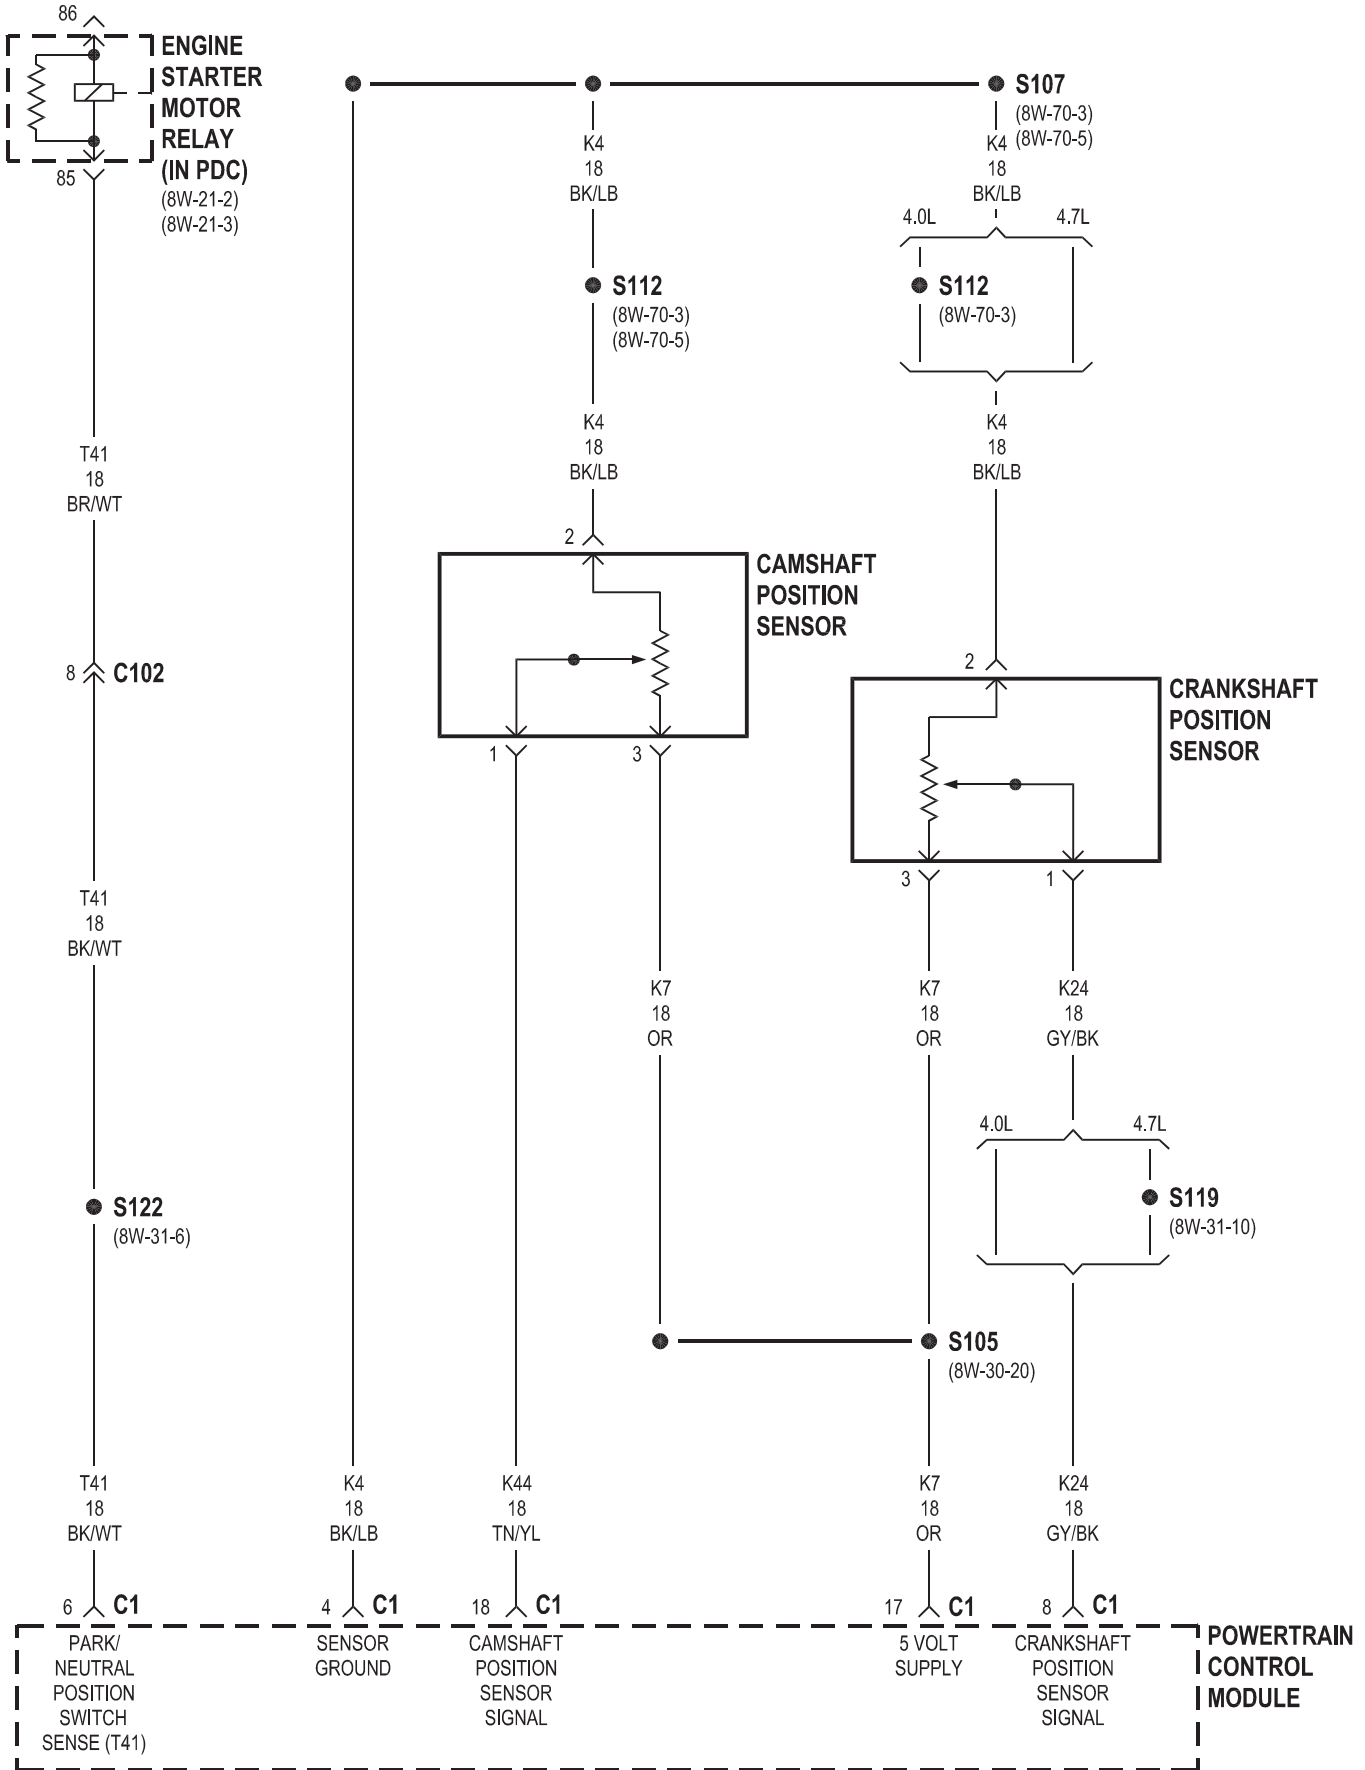 86
ENGINE
STARTER
MOTOR
RELAY
(IN PDC)
(8W-21-2)
(8W-21-3)
85
S107
(8W-70-3)
(8W-70-5)
K4
18
BK/LB
K4
18
BK/LB
4.0L
4.7L
S112
(8W-70-3)
(8W-70-5)
S112
(8W-70-3)
T41
18
BR/WT
K4
18
BK/LB
K4
18
BK/LB
2
CAMSHAFT
POSITION
SENSOR
8
C102
2
CRANKSHAFT
POSITION
SENSOR
1
3
3
1
T41
18
BK/WT
K7
18
OR
K7
18
OR
K24
18
GY/BK
4.0L
4.7L
S122
(8W-31-6)
S119
(8W-31-10)
S105
(8W-30-20)
T41
18
BK/WT
K4
18
BK/LB
K44
18
TN/YL
K7
18
OR
K24
18
GY/BK
6
C1
4
C1
18
C1
17
C1
8
C1
PARK/
NEUTRAL
POSITION
SWITCH
SENSE (T41)
SENSOR
GROUND
CAMSHAFT
POSITION
SENSOR
SIGNAL
5 VOLT
SUPPLY
CRANKSHAFT
POSITION
SENSOR
SIGNAL
POWERTRAIN
CONTROL
MODULE